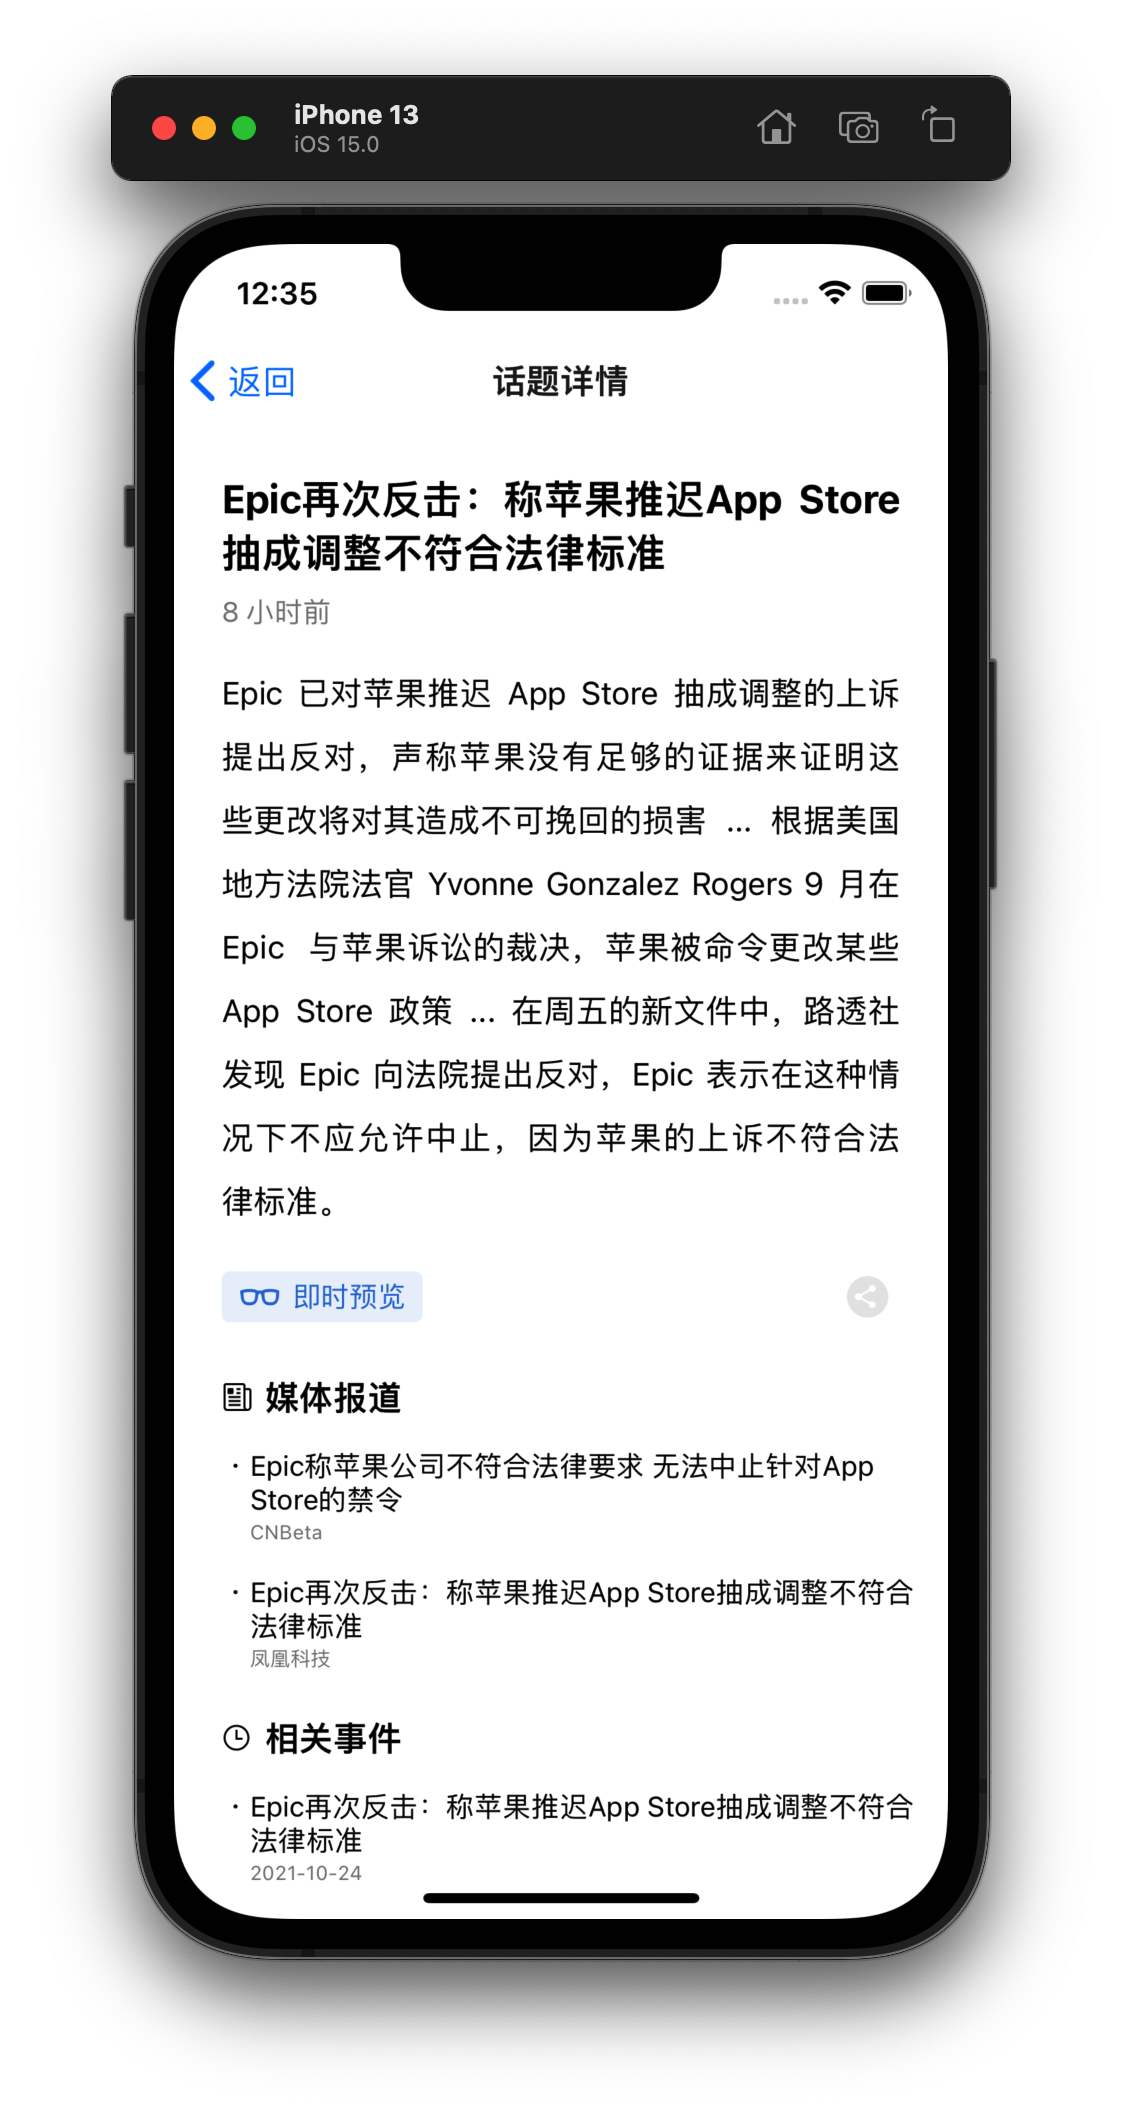 iPhone 13
iOS 15.0
12:35
返回
话题详情
Epic再次反击：称苹果推迟App Store
抽成调整不符合法律标准
8 小时前
Epic 已对苹果推迟 App Store 抽成调整的上诉
提出反对，声称苹果没有足够的证据来证明这
些更改将对其造成不可挽回的损害 ... 根据美国
地方法院法官 Yvonne Gonzalez Rogers 9 月在
Epic 与苹果诉讼的裁决，苹果被命令更改某些
App Store 政策 ... 在周五的新文件中，路透社
发现 Epic 向法院提出反对，Epic 表示在这种情
况下不应允许中止，因为苹果的上诉不符合法
律标准。
即时预览
媒体报道
· Epic称苹果公司不符合法律要求 无法中止针对App
Store的禁令
CNBeta
· Epic再次反击：称苹果推迟App Store抽成调整不符合
法律标准
凤凰科技
相关事件
· Epic再次反击：称苹果推迟App Store抽成调整不符合
法律标准
2021-10-24